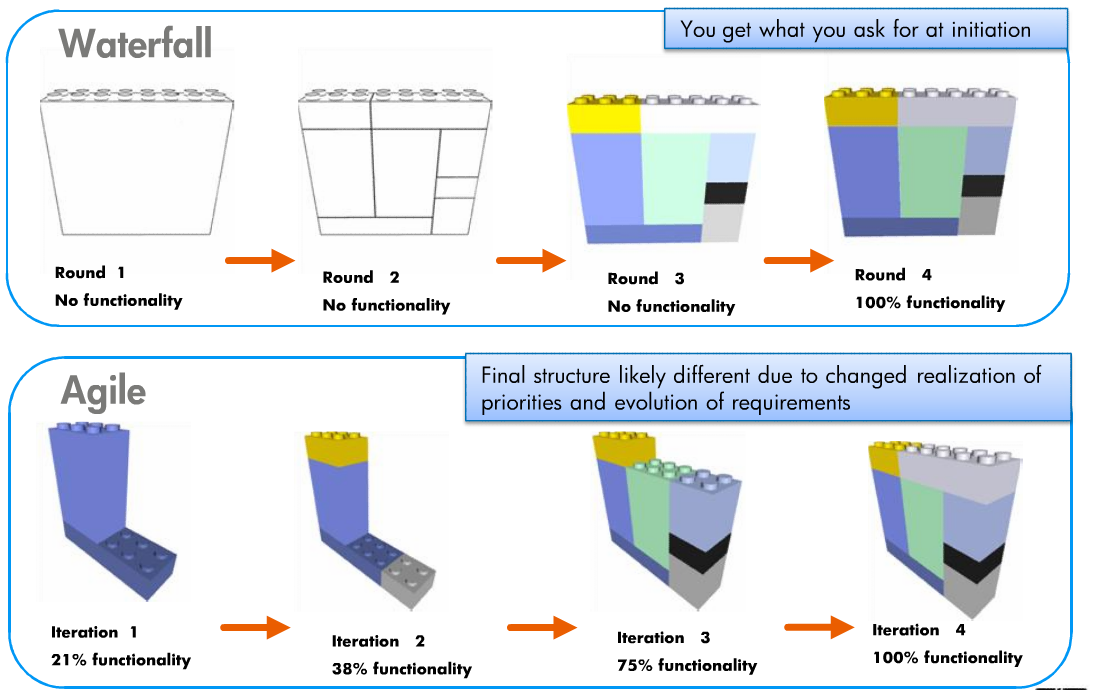 Waterfall
You get what you ask for at initiation
Round 1
No functionality
Round 2
No functionality
Round 3
No functionality
Round 4
100% functionality
Agile
Final structure likely different due to changed realization of
priorities and evolution of requirements
Iteration 1
21% functionality
Iteration 2
38% functionality
Iteration 3
75% functionality
Iteration 4
100% functionality